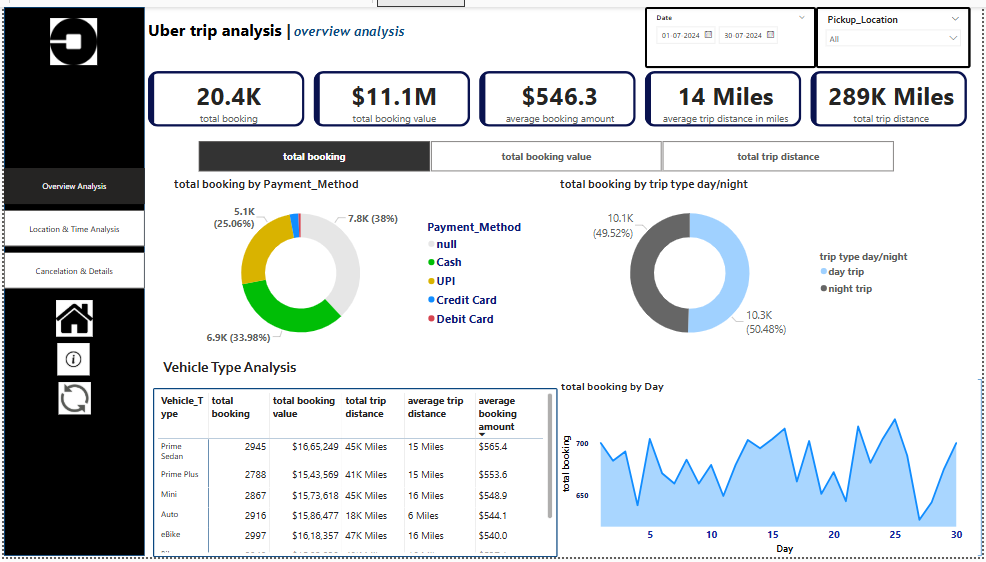 Uber trip analysis | overview analysis
Date
01-07-2024 30-07-2024
Pickup_Location
All
20.4K
total booking
$11.1M
total booking value
$546.3
average booking amount
14 Miles
average trip distance in miles
289K Miles
total trip distance
Overview Analysis
Location & Time Analysis
Cancelation & Details
total booking
total booking value
total trip distance
total booking by Payment_Method
5.1K
(25.06%)
7.8K (38%)
6.9K (33.98%)
Payment_Method
null
Cash
UPI
Credit Card
Debit Card
total booking by trip type day/night
10.1K
(49.52%)
10.3K
(50.48%)
trip type day/night
day trip
night trip
Vehicle Type Analysis
Vehicle_T
ype
total
booking
total booking
value
total trip
distance
average trip
distance
average
booking
amount
Prime
Sedan
2945 $16,65,249 45K Miles 15 Miles $565.4
Prime Plus 2788 $15,43,569 41K Miles 15 Miles $553.6
Mini 2867 $15,73,618 45K Miles 16 Miles $548.9
Auto 2916 $15,86,477 18K Miles 6 Miles $544.1
eBike 2997 $16,18,357 47K Miles 16 Miles $540.0
total booking by Day
total booking
700
650
5 10 15 20 25 30
Day